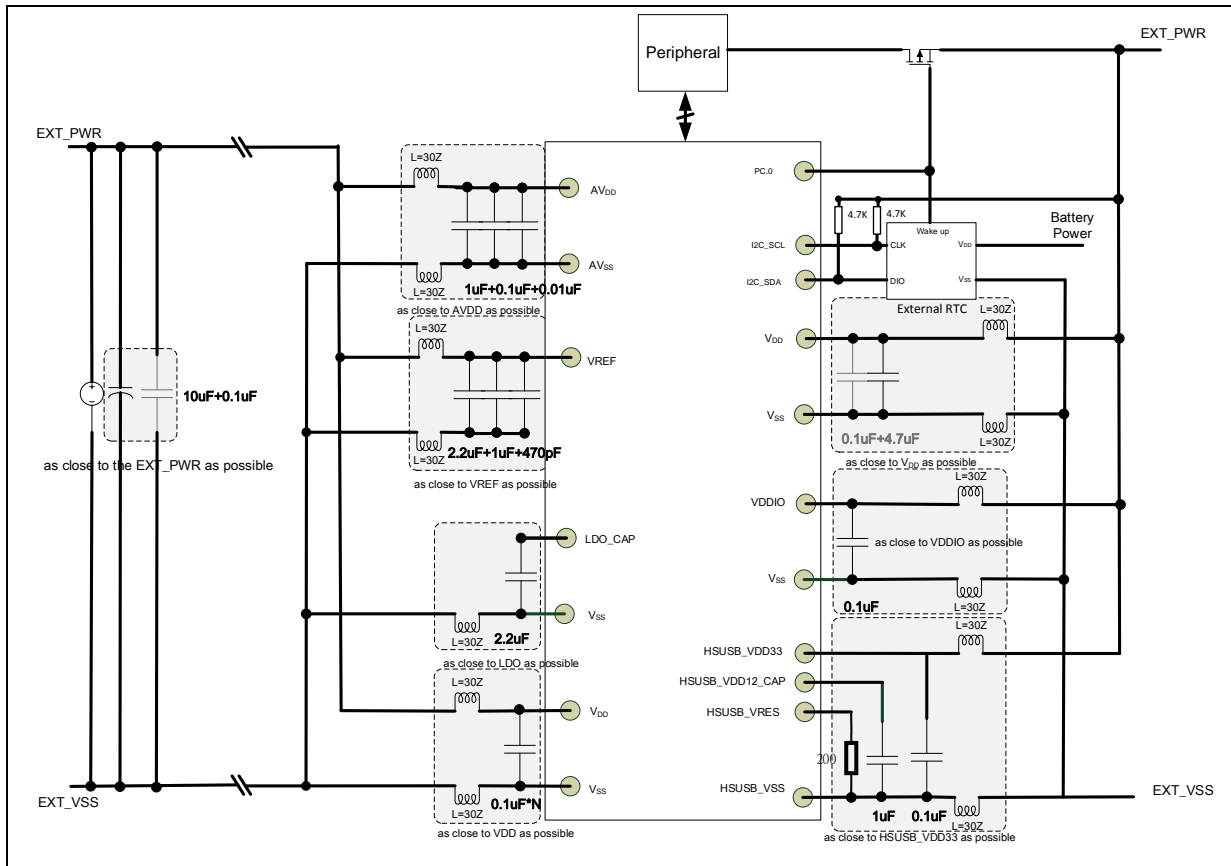 Peripheral
EXT_PWR
EXT_PWR
L=30Z
AVDD
AVSS
L=30Z
1uF+0.1uF+0.01uF
as close to AVDD as possible
L=30Z
VREF
L=30Z
2.2uF+1uF+470pF
as close to VREF as possible
10uF+0.1uF
as close to the EXT_PWR as possible
LDO_CAP
VSS
L=30Z
2.2uF
as close to LDO as possible
L=30Z
VDD
VSS
L=30Z
0.1uF*N
as close to VDD as possible
EXT_VSS
PC.0
4.7K
4.7K
Wake up
Battery
Power
I2C_SCL
CLK
VDD
I2C_SDA
DIO
VSS
External RTC
L=30Z
VDD
VSS
0.1uF+4.7uF
L=30Z
as close to VDD as possible
L=30Z
VDDIO
as close to VDDIO as possible
VSS
0.1uF
L=30Z
L=30Z
HSUSB_VDD33
HSUSB_VDD12_CAP
HSUSB_VRES
200
HSUSB_VSS
1uF
0.1uF
L=30Z
as close to HSUSB_VDD33 as possible
EXT_VSS